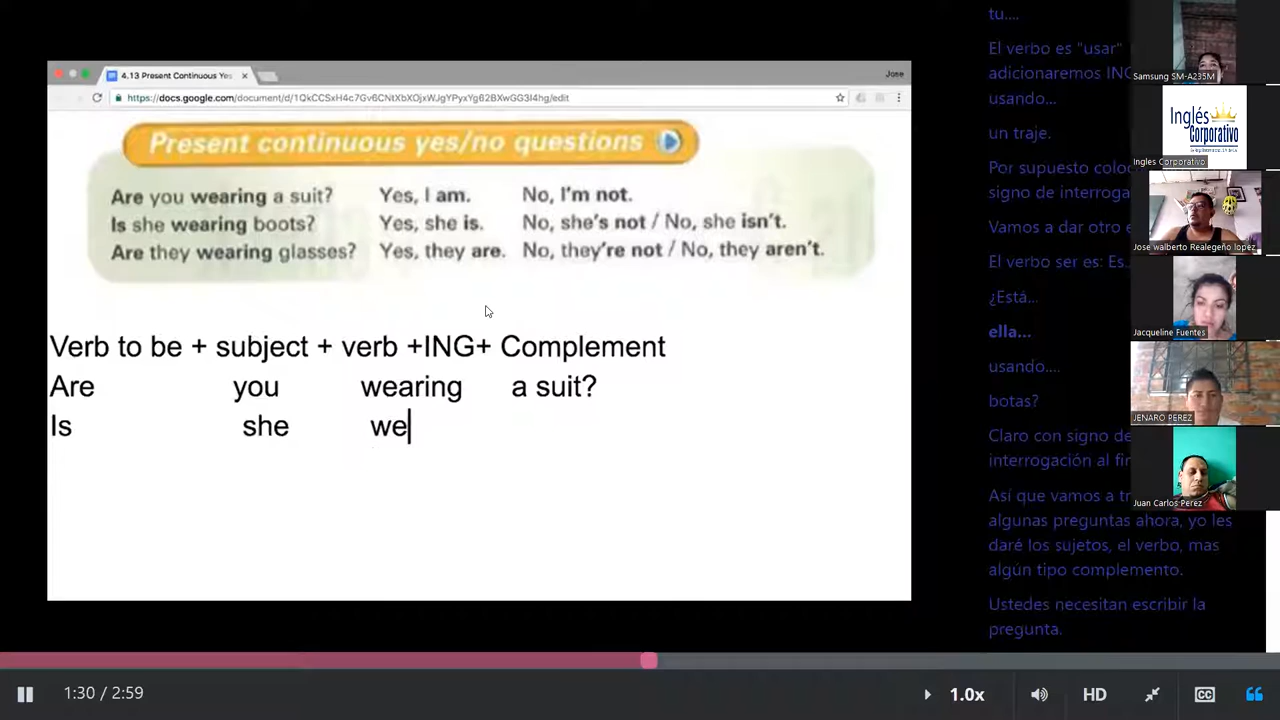 4.13 Present Continuous Yes
Jose
https://docs.google.com/document/d/1QkCCSxH4c7Gv6CNtXbXOjxWJgYPyxYg62BXwGG3l4hg/edit
Present continuous yes/no questions
Are you wearing a suit? Yes, I am. No, I'm not.
Is she wearing boots? Yes, she is. No, she's not / No, she isn't.
Are they wearing glasses? Yes, they are. No, they're not / No, they aren't.
Verb to be + subject + verb +ING+ Complement
Are you wearing a suit?
Is she we
tu....
El verbo es "usar"
adicionaremos ING
usando...
un traje.
Por supuesto colo
signo de interroga
Vamos a dar otro e
El verbo ser es: Es..
¿Está...
ella...
usando....
botas?
Claro con signo de
interrogación al fin
Así que vamos a tr
algunas preguntas ahora, yo les
daré los sujetos, el verbo, mas
algún tipo complemento.
Ustedes necesitan escribir la
pregunta.
Samsung SM-A235M
Inglés
Corporativo
Ingles Corporativo
Jose walberto Realegeño lopez
Jacqueline Fuentes
JENARO PEREZ
Juan Carlos Perez
1:30 / 2:59
1.0x
HD
CC